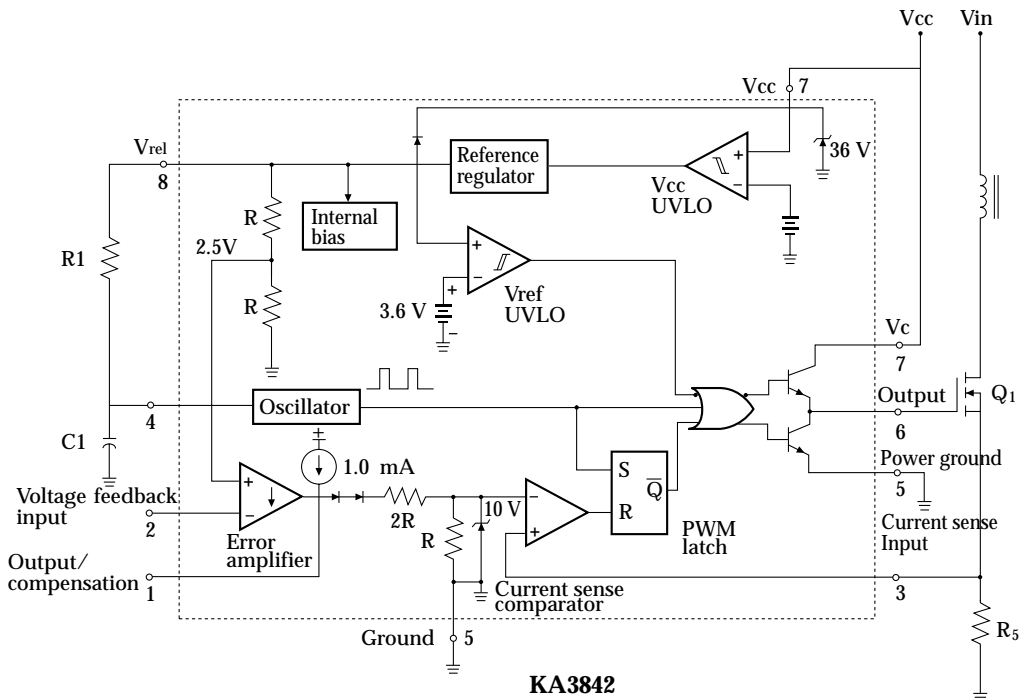 Vcc
Vin
Vcc 7
36 V
Vrel
8
Reference
regulator
Vcc
UVLO
+
−
R
Internal
bias
2.5V
R1
R
+
−
3.6 V
+
−
Vref
UVLO
Vc
7
Oscillator
4
Output
6
Q1
C1
+
1.0 mA
S
R
Q
Power ground
5
Voltage feedback
input
2
+
−
2R
R
10 V
−
+
PWM
latch
Current sense
Input
Error
amplifier
Output/
compensation
1
Current sense
comparator
3
Ground 5
R5
KA3842